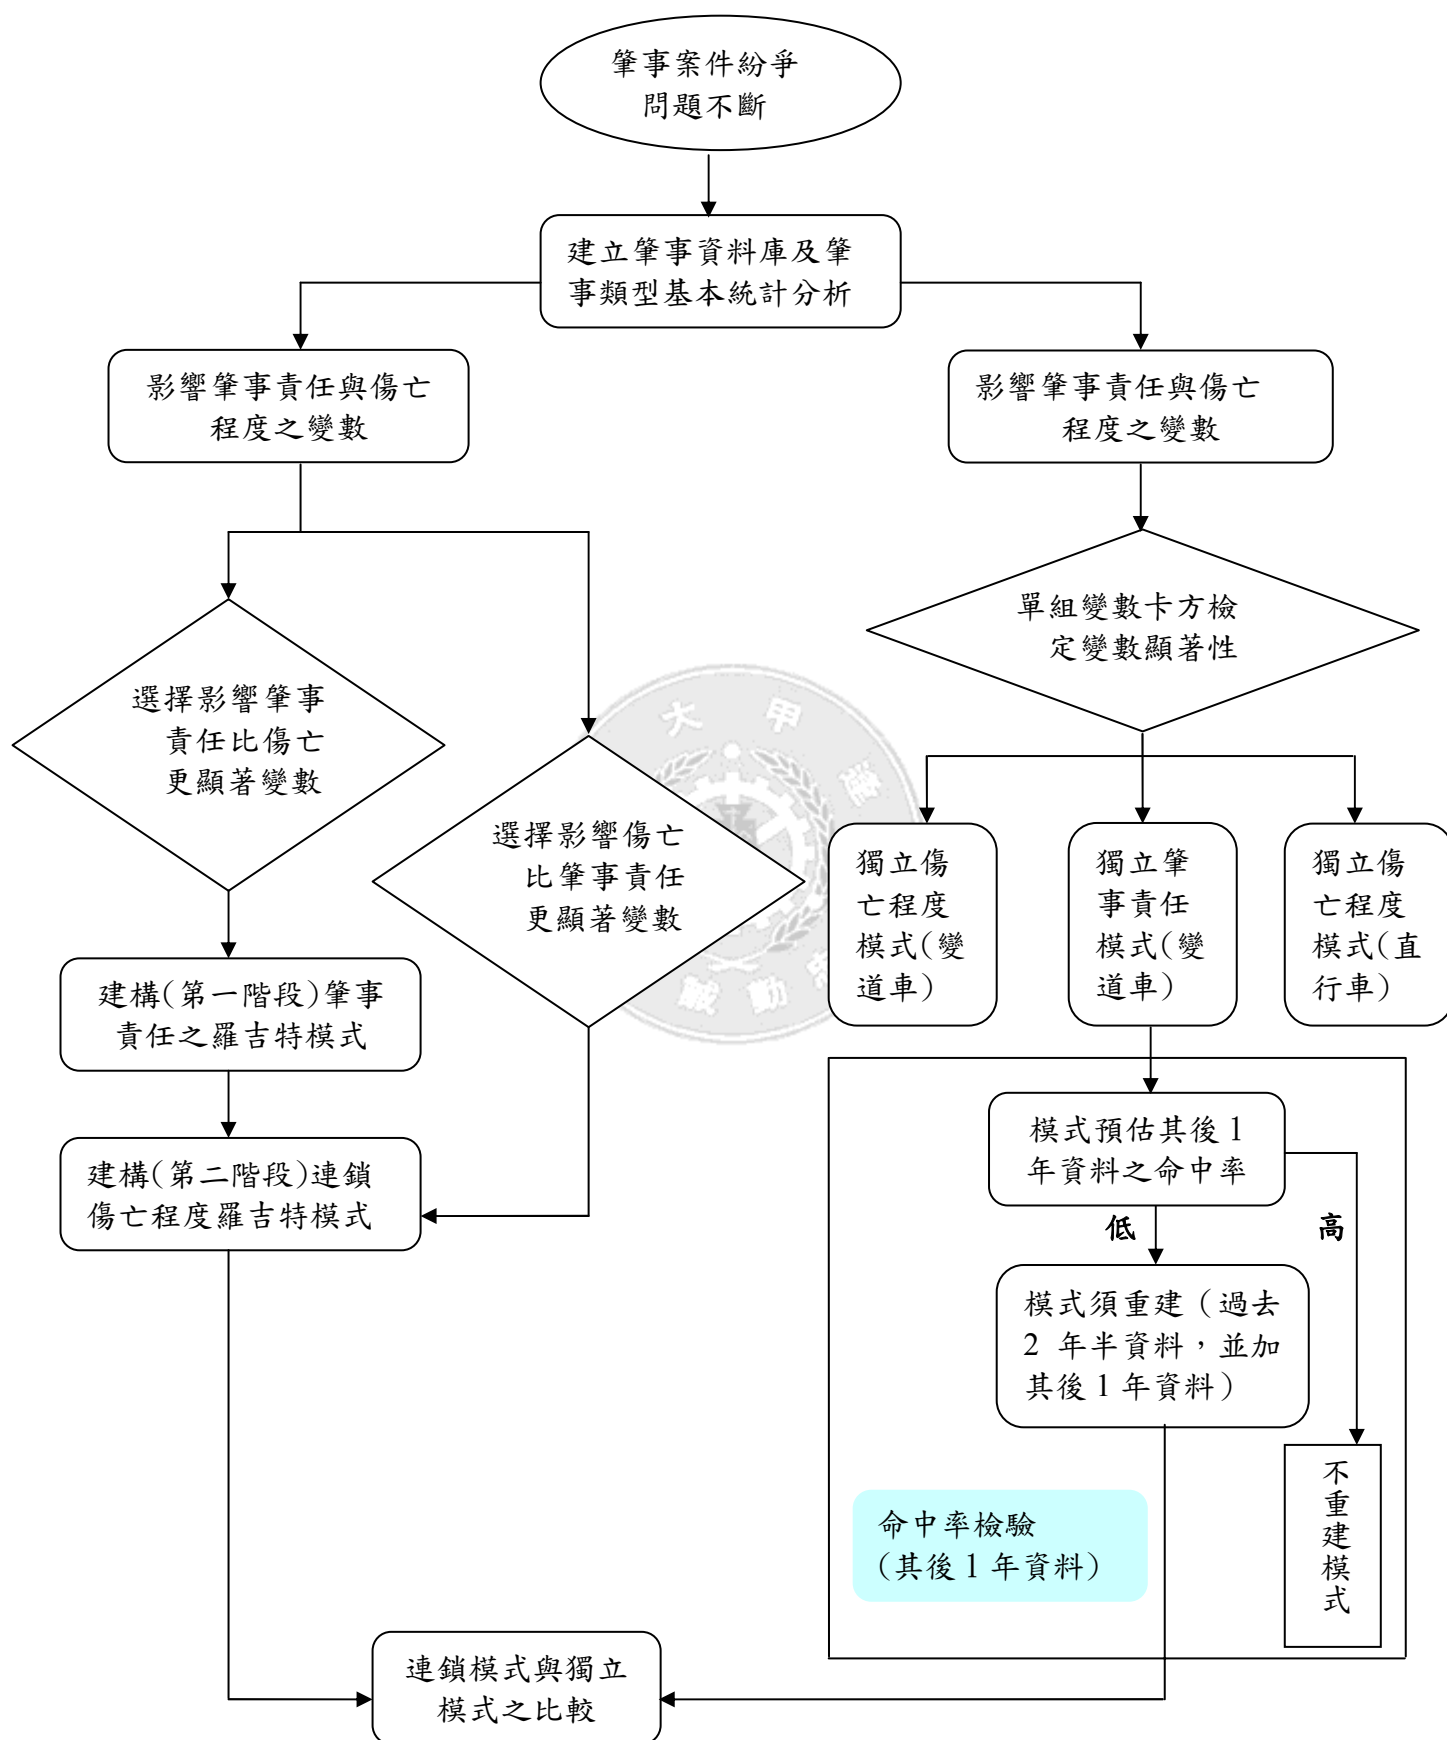 肇事案件紛爭
問題不斷
建立肇事資料庫及肇
事類型基本統計分析
影響肇事責任與傷亡
程度之變數
影響肇事責任與傷亡
程度之變數
單組變數卡方檢
定變數顯著性
選擇影響肇事
責任比傷亡
更顯著變數
選擇影響傷亡
比肇事責任
更顯著變數
獨立傷
亡程度
模式(變
道車)
獨立肇
事責任
模式(變
道車)
獨立傷
亡程度
模式(直
行車)
建構(第一階段)肇事
責任之羅吉特模式
建構(第二階段)連鎖
傷亡程度羅吉特模式
模式預估其後1
年資料之命中率
低
高
模式須重建（過去
2 年半資料，並加
其後1年資料）
不重建模式
命中率檢驗
（其後1年資料）
連鎖模式與獨立
模式之比較
大甲達
誠勤